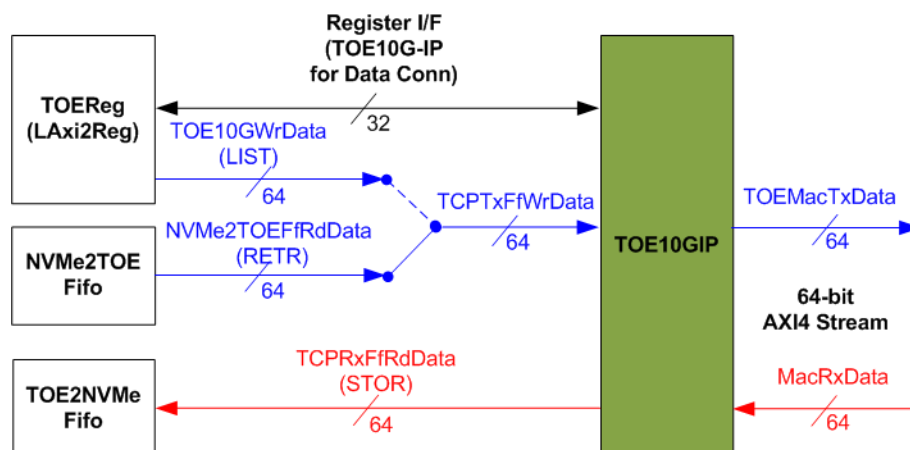 Register I/F
(TOE10G-IP
for Data Conn)
TOEReg
(LAxi2Reg)
32
TOE10GWrData
(LIST)
64
TCPTxFfWrData
64
TOEMacTxData
64
NVMe2TOE
Fifo
NVMe2TOEFfRdData
(RETR)
64
TOE10GIP
64-bit
AXI4 Stream
TOE2NVMe
Fifo
TCPRxFfRdData
(STOR)
64
MacRxData
64